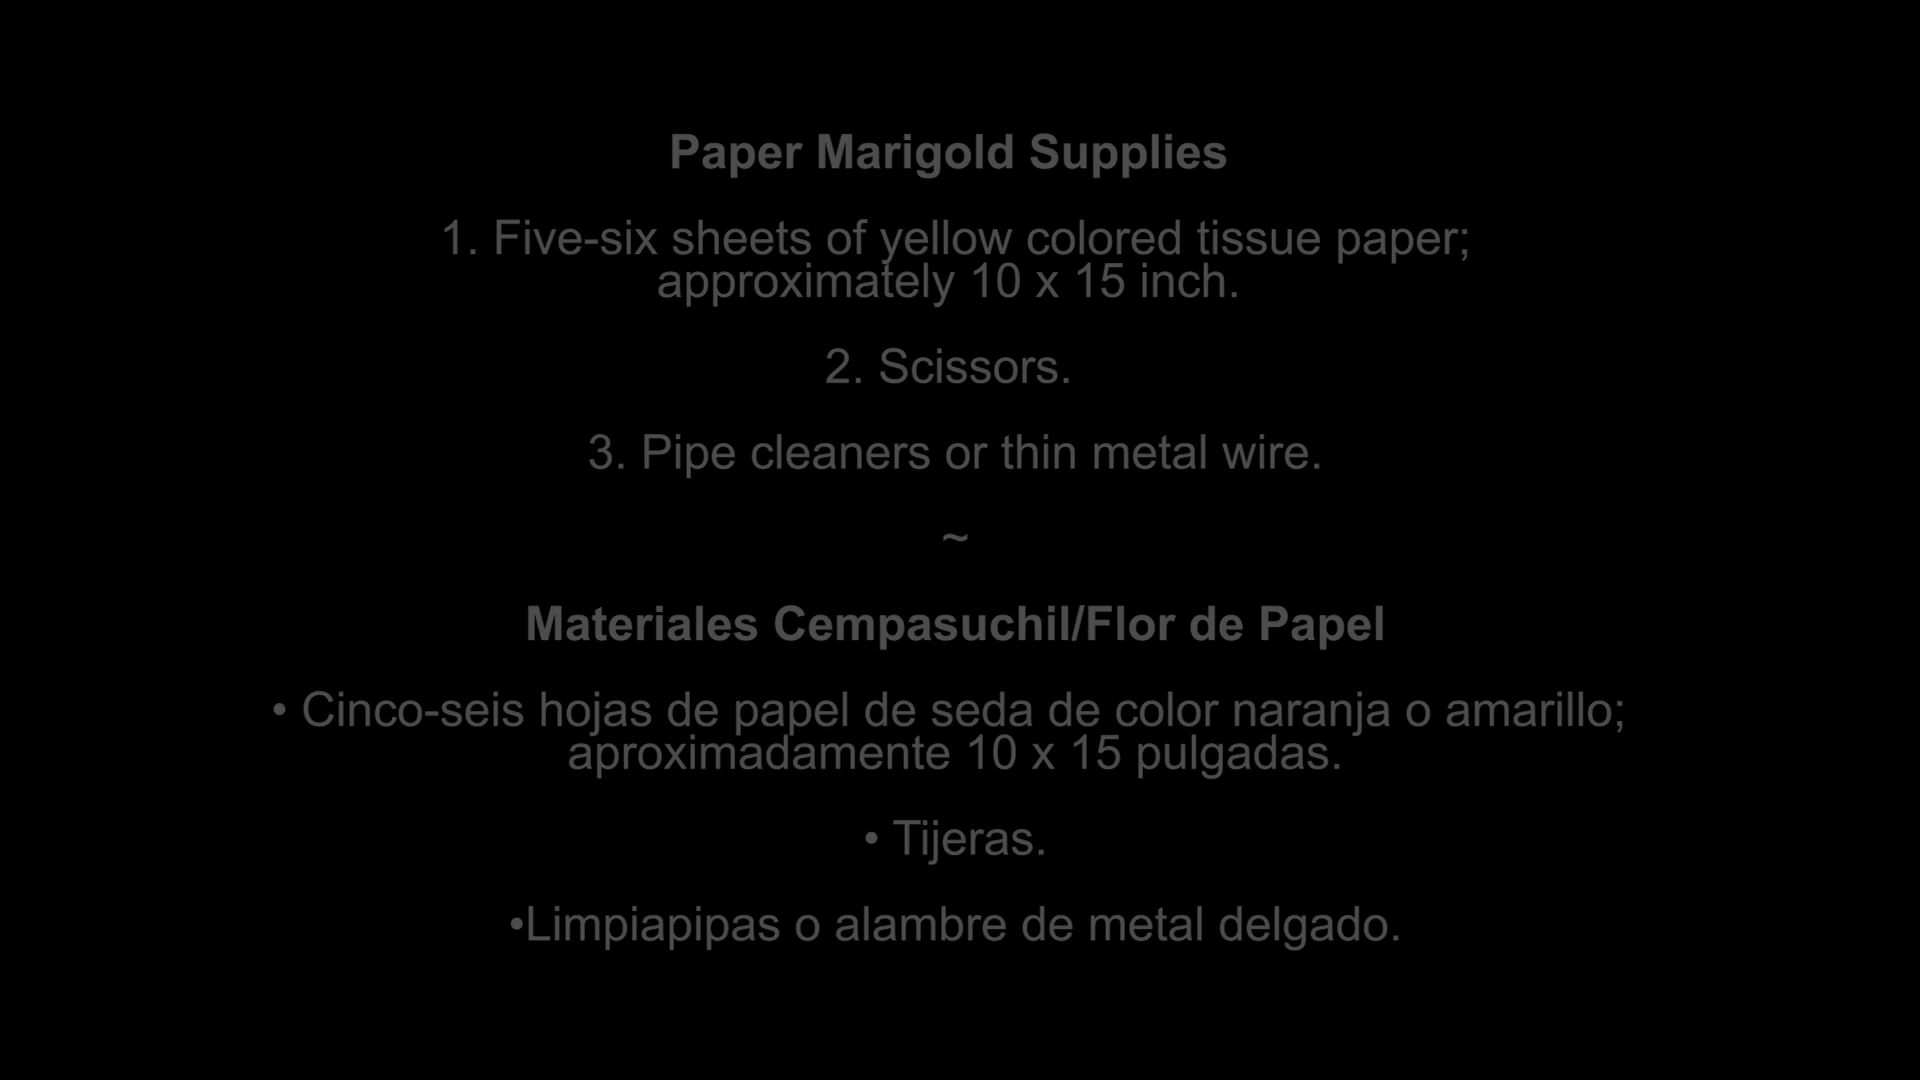 Paper Marigold Supplies
1. Five-six sheets of yellow colored tissue paper;
approximately 10 x 15 inch.
2. Scissors.
3. Pipe cleaners or thin metal wire.
~
Materiales Cempasuchil/Flor de Papel
• Cinco-seis hojas de papel de seda de color naranja o amarillo;
aproximadamente 10 x 15 pulgadas.
• Tijeras.
•Limpiapipas o alambre de metal delgado.